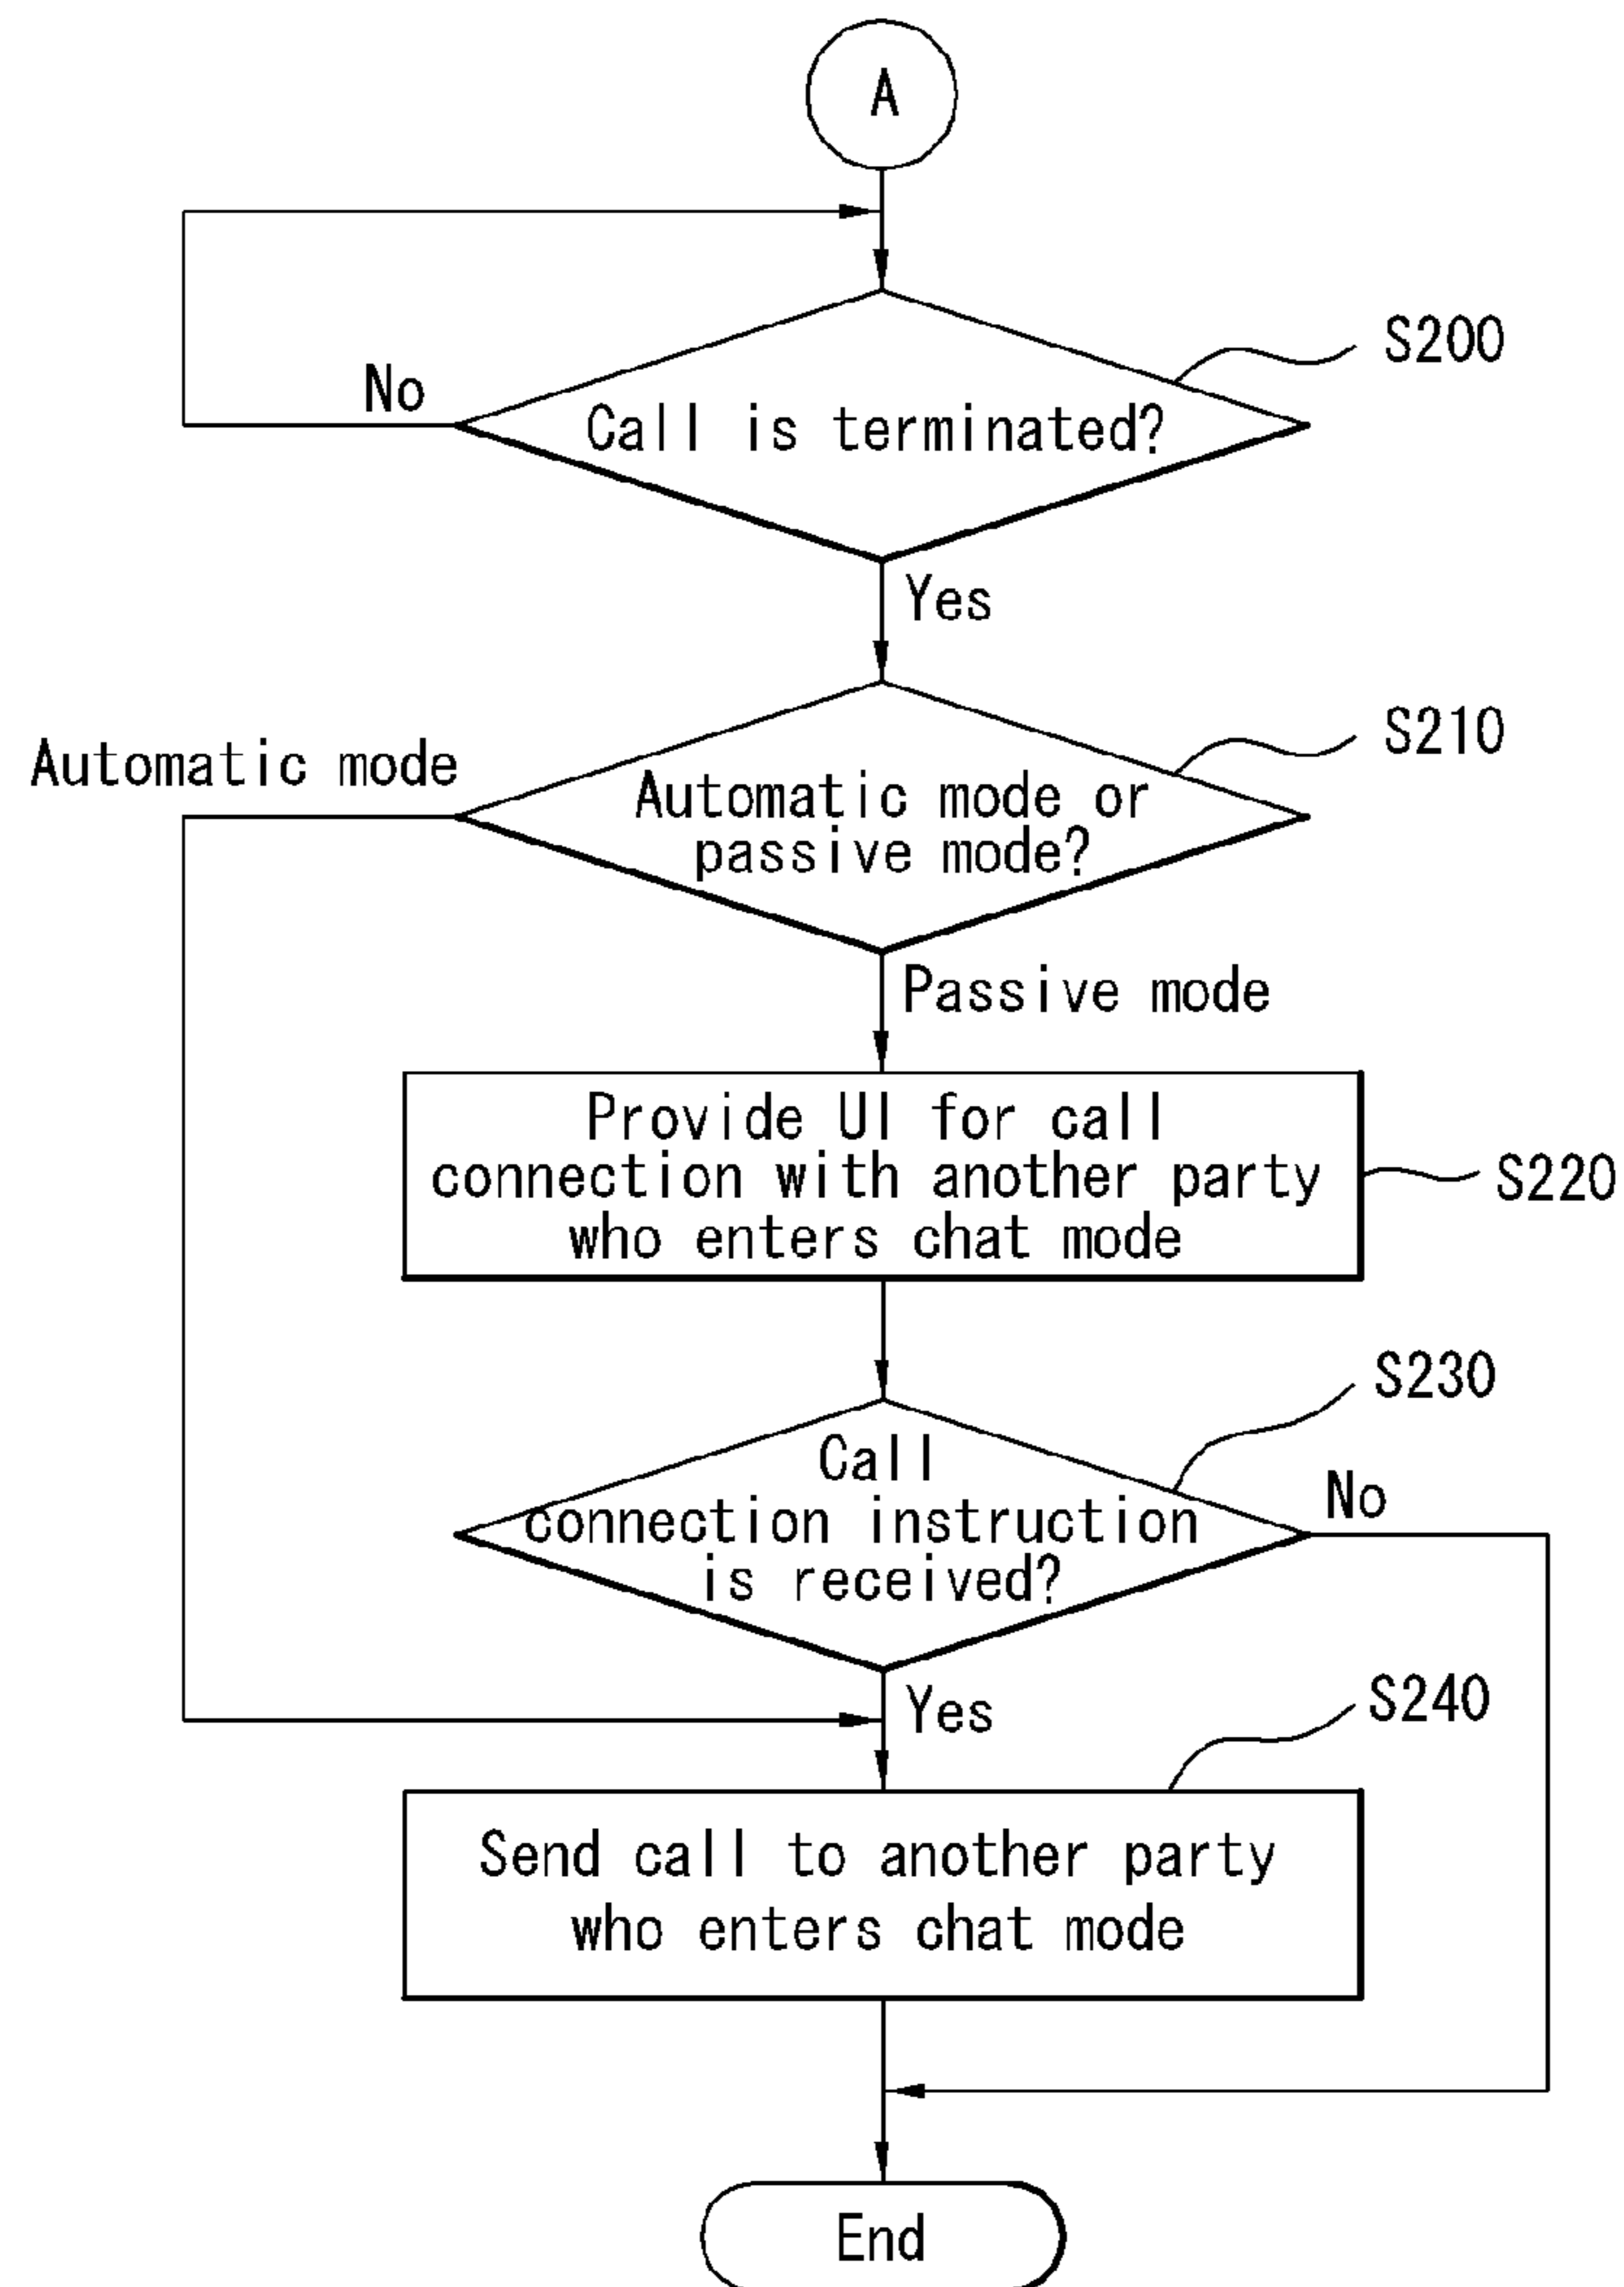 A
S200
No
Call is terminated?
Yes
S210
Automatic mode
Automatic mode or
passive mode?
Passive mode
Provide UI for call
connection with another party
who enters chat mode
S220
S230
Call
connection instruction
is received?
No
Yes
S240
Send call to another party
who enters chat mode
End